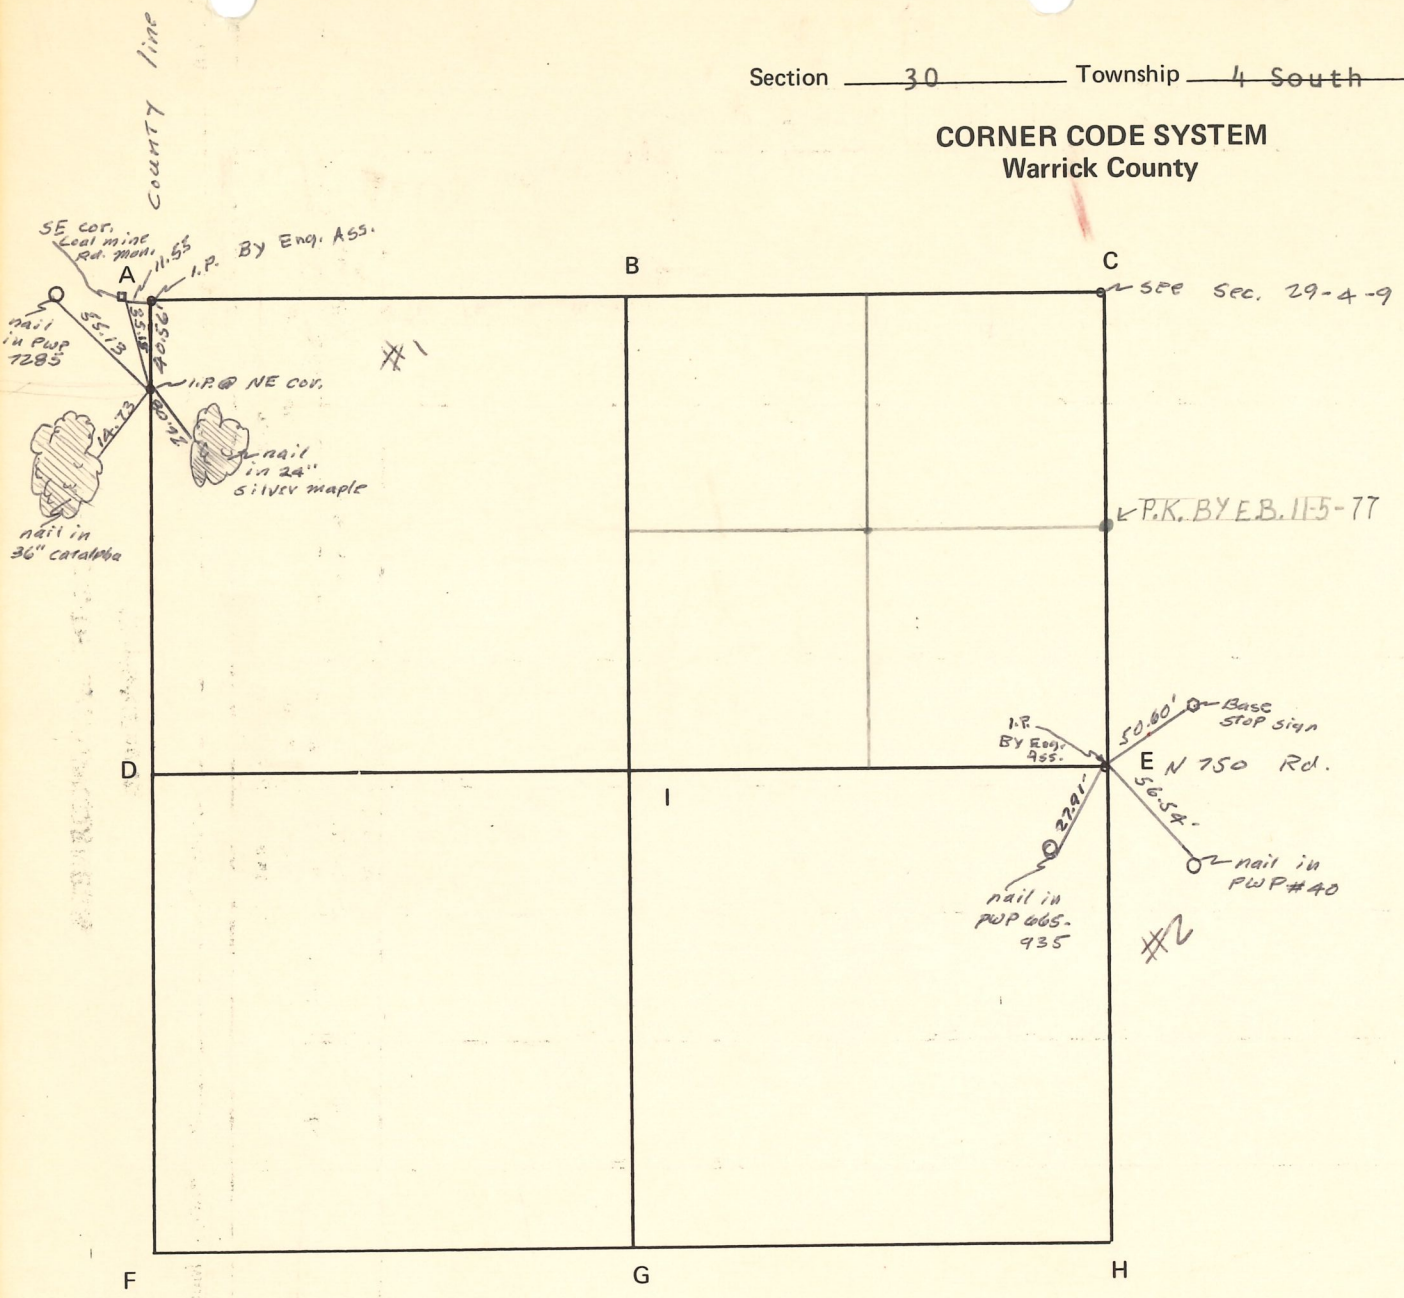 County line
Section 30 Township 4 South
CORNER CODE SYSTEM
Warrick County
SE cor.
Coal mine
Rd. mon.
11.55
I.P. By Eng. Ass.
A
B
C
see sec. 29-4-9
nail
in PWP
7285
55.13
35.15
40.56'
#1
I.P. @ NE cor.
14.73
nail
in 24"
silver maple
nail in
36" catalpha
P.K. BY E.B. 11-5-77
I.P.
By Eng.
Ass.
50.60'
Base
stop sign
D
E N 750 Rd.
I
27.91'
56.54'
nail in
PWP #40
nail in
PWP 665-
935
#2
F
G
H